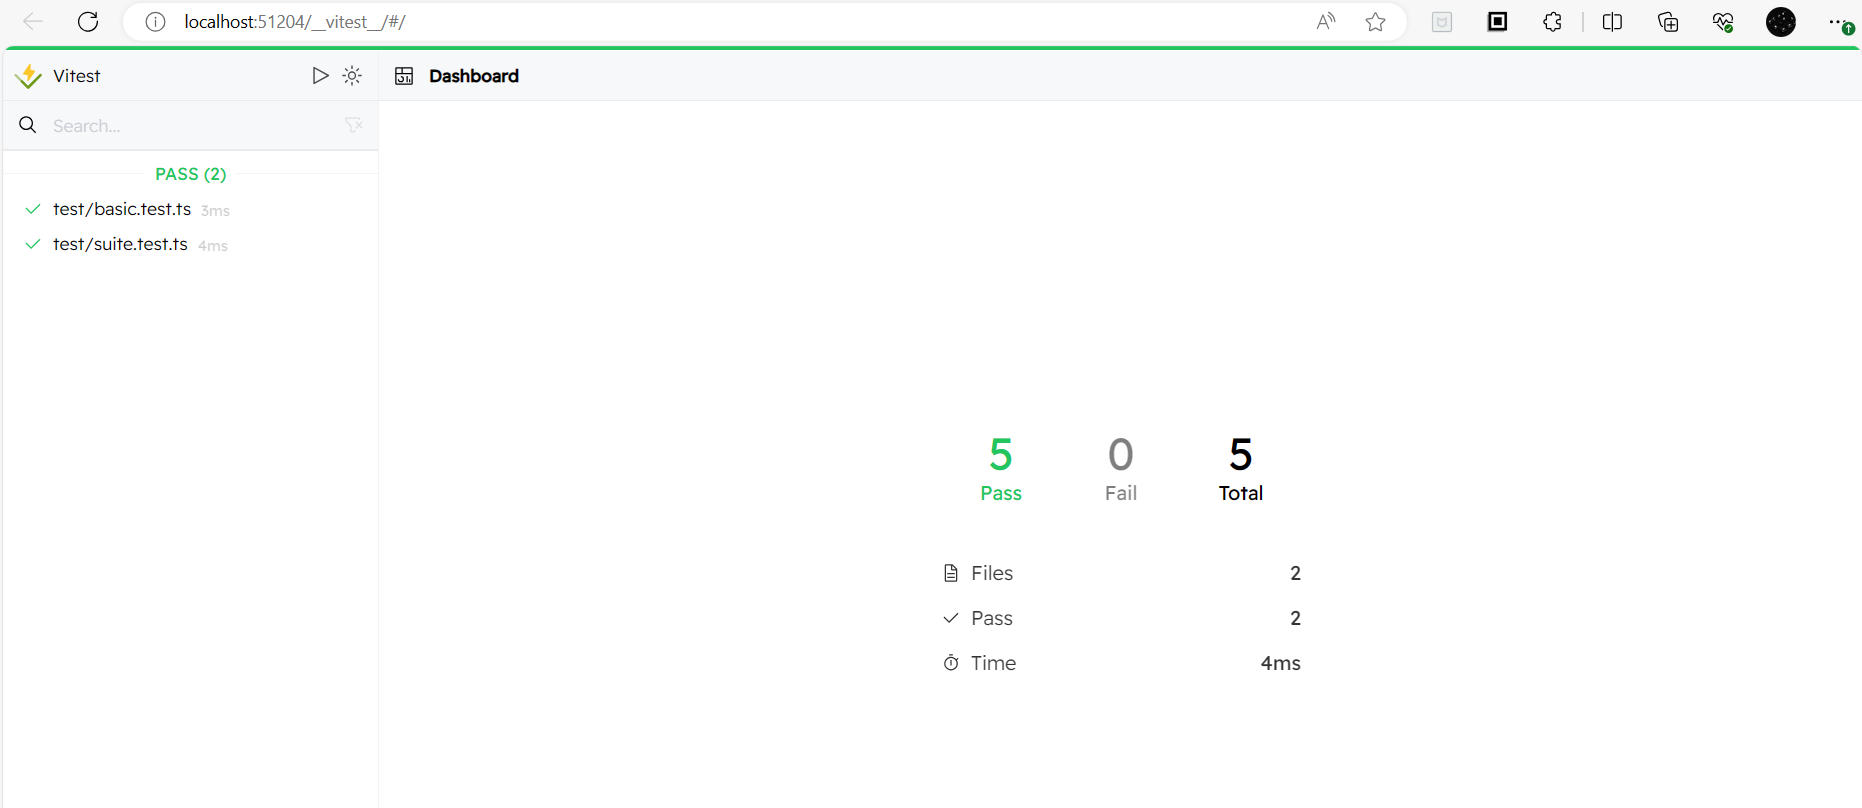 localhost:51204/__vitest__/#/
Vitest
Dashboard
Search...
PASS (2)
test/basic.test.ts 3ms
test/suite.test.ts 4ms
5 0 5
Pass Fail Total
Files 2
Pass 2
Time 4ms